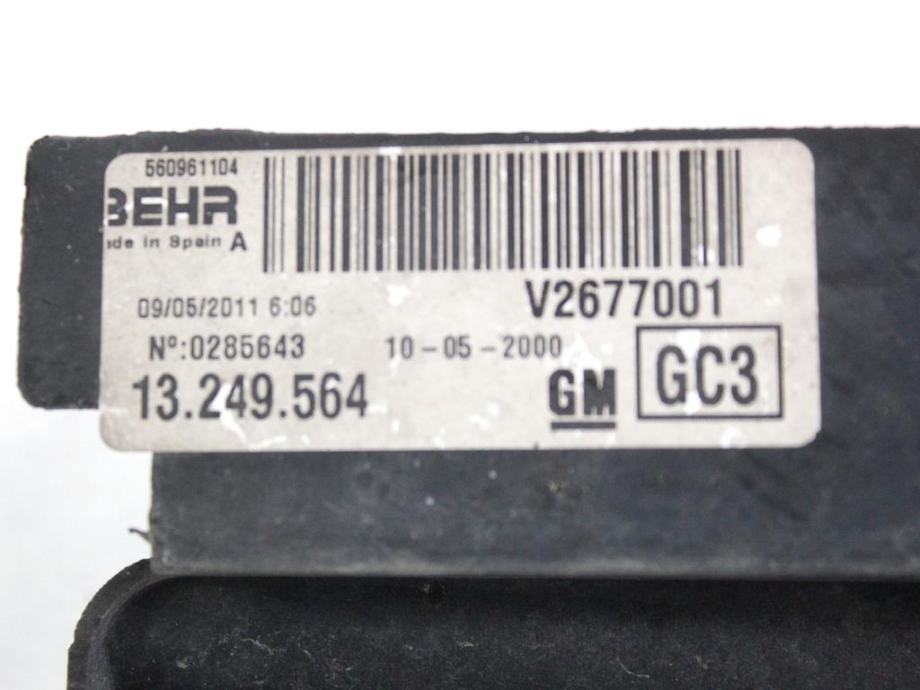 560961104
BEHR
in Spain A
09/05/2011 6:06
V2677001
Nº:0285643
10-05-2000
13.249.564
GM
GC3